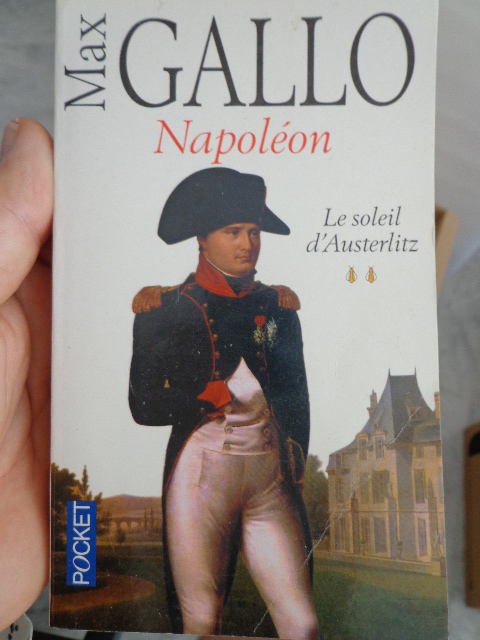 Max
GALLO
Napoléon
Le soleil
d'Austerlitz
POCKET